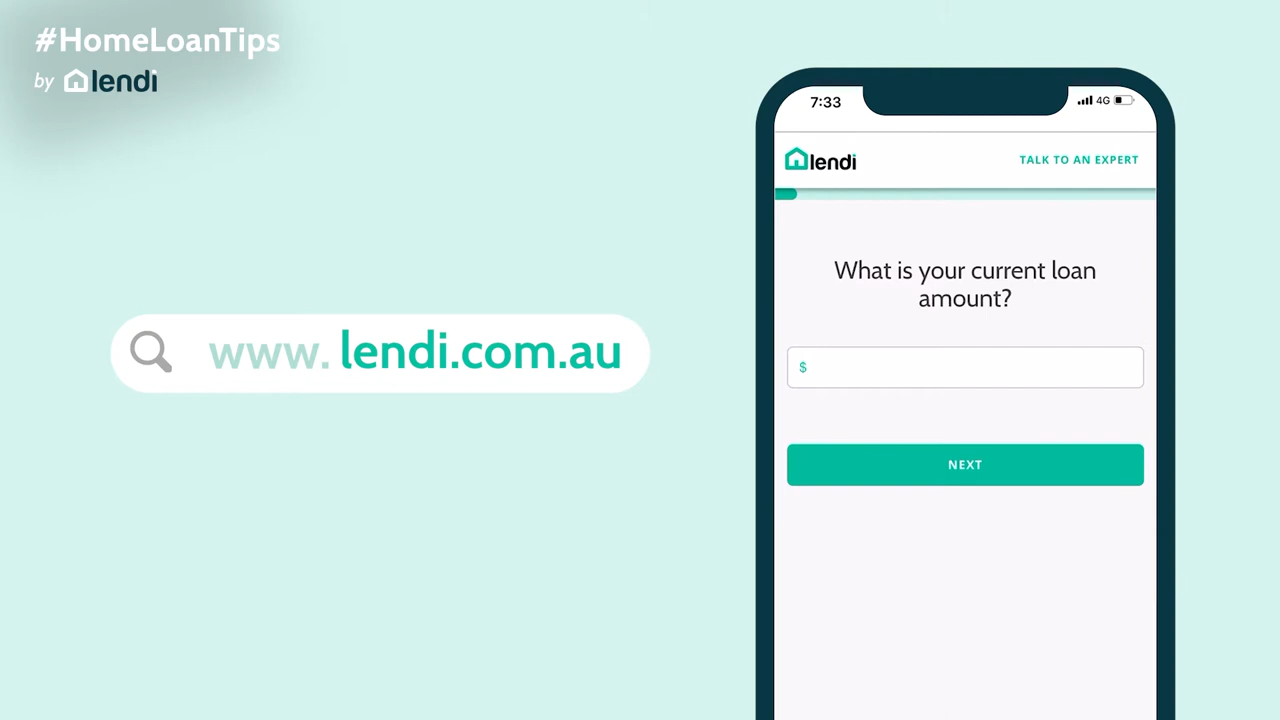 #HomeLoanTips
by lendi
www. lendi.com.au
7:33
4G
lendi
TALK TO AN EXPERT
What is your current loan
amount?
$
NEXT